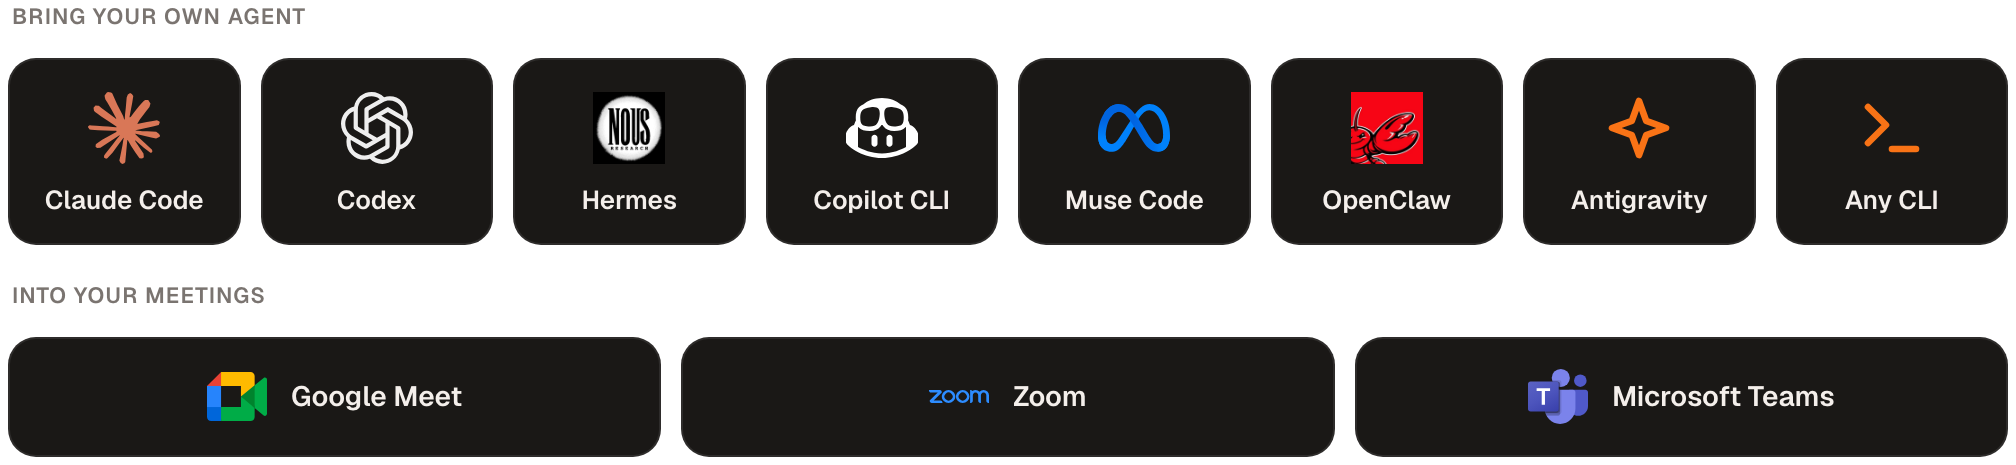 BRING YOUR OWN AGENT
NOUS
RESEARCH
Claude Code
Codex
Hermes
Copilot CLI
Muse Code
OpenClaw
Antigravity
Any CLI
INTO YOUR MEETINGS
Google Meet
zoom Zoom
T Microsoft Teams